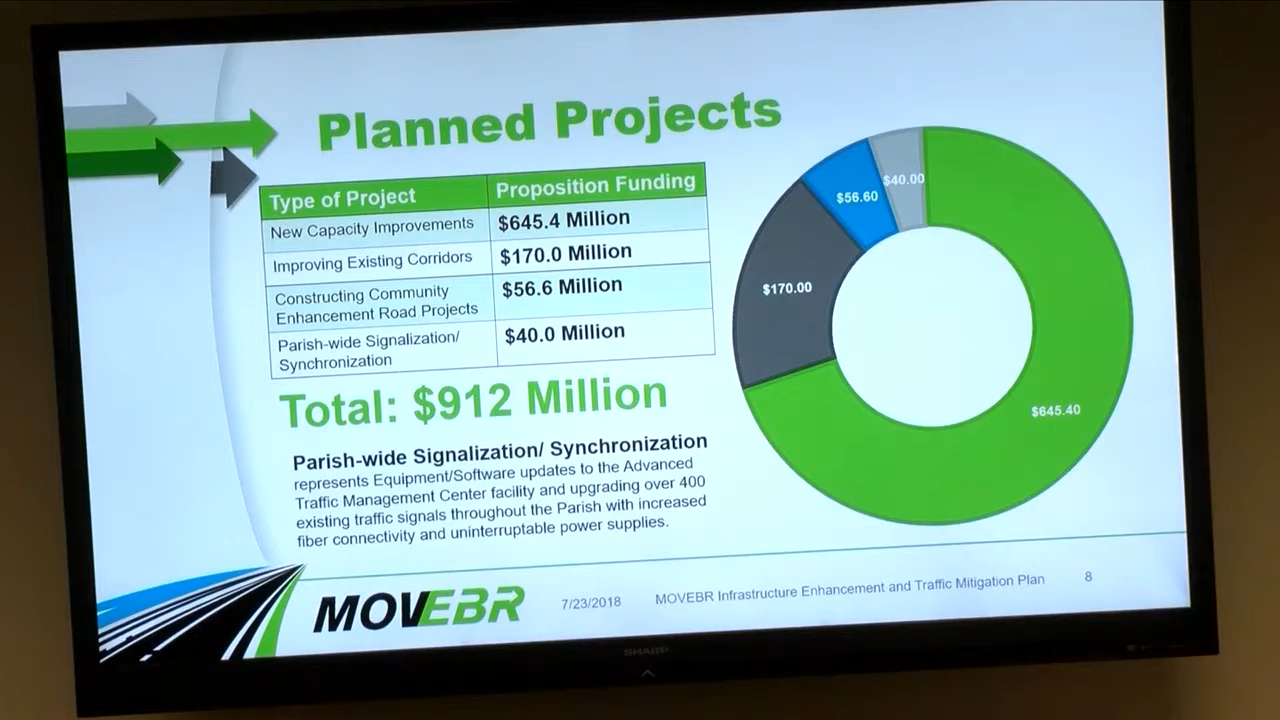 Planned Projects
Type of Project
Proposition Funding
New Capacity Improvements
$645.4 Million
Improving Existing Corridors
$170.0 Million
Constructing Community
Enhancement Road Projects
$56.6 Million
Parish-wide Signalization/
Synchronization
$40.0 Million
Total: $912 Million
Parish-wide Signalization/ Synchronization
represents Equipment/Software updates to the Advanced
Traffic Management Center facility and upgrading over 400
existing traffic signals throughout the Parish with increased
fiber connectivity and uninterruptable power supplies.
$40.00
$56.60
$170.00
$645.40
MOVEBR
7/23/2018
MOVEBR Infrastructure Enhancement and Traffic Mitigation Plan
8
SHARP